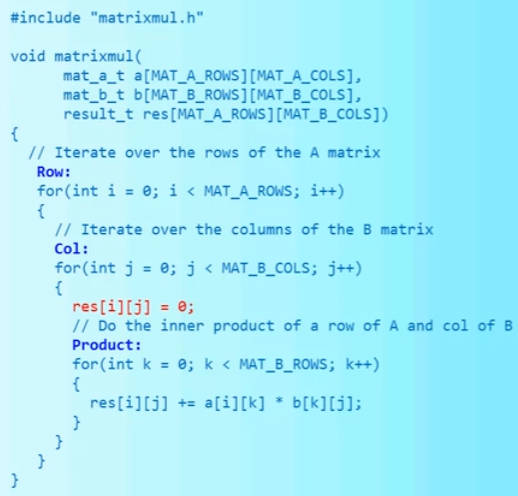 #include "matrixmul.h"
void matrixmul(
mat_a_t a[MAT_A_ROWS][MAT_A_COLS],
mat_b_t b[MAT_B_ROWS][MAT_B_COLS],
result_t res[MAT_A_ROWS][MAT_B_COLS])
{
// Iterate over the rows of the A matrix
Row:
for(int i = 0; i < MAT_A_ROWS; i++)
{
// Iterate over the columns of the B matrix
Col:
for(int j = 0; j < MAT_B_COLS; j++)
{
res[i][j] = 0;
// Do the inner product of a row of A and col of B
Product:
for(int k = 0; k < MAT_B_ROWS; k++)
{
res[i][j] += a[i][k] * b[k][j];
}
}
}
}